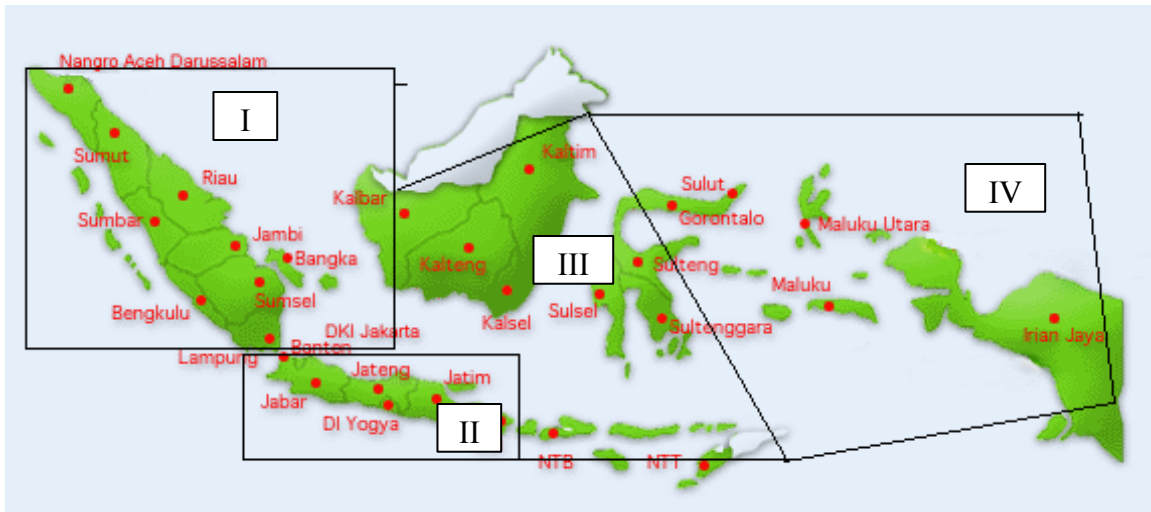 Nangro Aceh Darussalam
I
Sumut
Riau
Sumbar
Jambi
Bangka
Sumsel
Bengkulu
Lampung
DKI Jakarta
Banten
Jabar
Jateng
DI Yogya
Jatim
II
Kalbar
Kaltim
Kalteng
Kalsel
III
Sulut
Gorontalo
Sulteng
Sulsel
Sultenggara
NTB
NTT
IV
Maluku Utara
Maluku
Irian Jaya